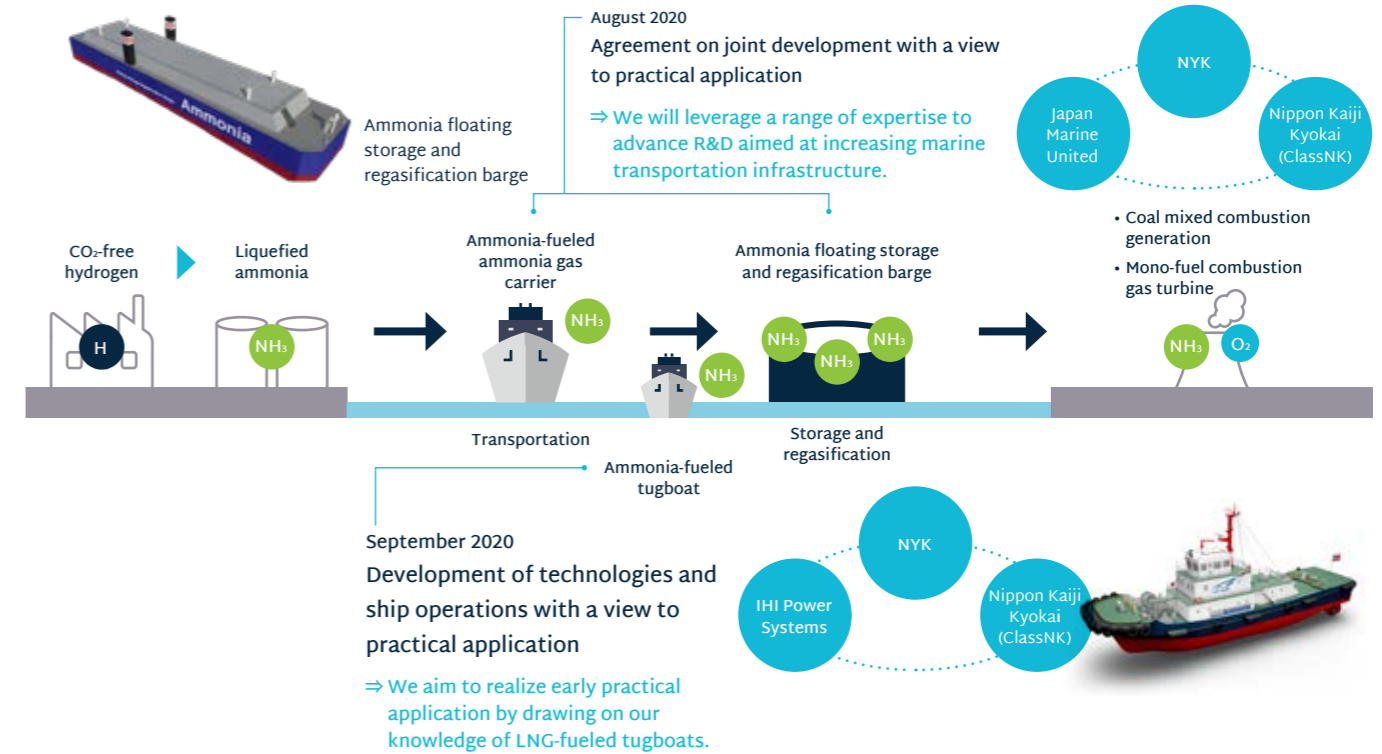 August 2020
Agreement on joint development with a view
to practical application
⇒ We will leverage a range of expertise to
advance R&D aimed at increasing marine
transportation infrastructure.
Ammonia
Ammonia floating
storage and
regasification barge
NYK
Japan
Marine
United
Nippon Kaiji
Kyokai
(ClassNK)
• Coal mixed combustion
generation
• Mono-fuel combustion
gas turbine
CO₂-free
hydrogen
Liquefied
ammonia
Ammonia-fueled
ammonia gas
carrier
Ammonia floating storage
and regasification barge
H
NH₃
NH₃
NH₃
NH₃
NH₃
NH₃
NH₃
O₂
Transportation
Ammonia-fueled
tugboat
Storage and
regasification
September 2020
Development of technologies and
ship operations with a view to
practical application
⇒ We aim to realize early practical
application by drawing on our
knowledge of LNG-fueled tugboats.
NYK
IHI Power
Systems
Nippon Kaiji
Kyokai
(ClassNK)